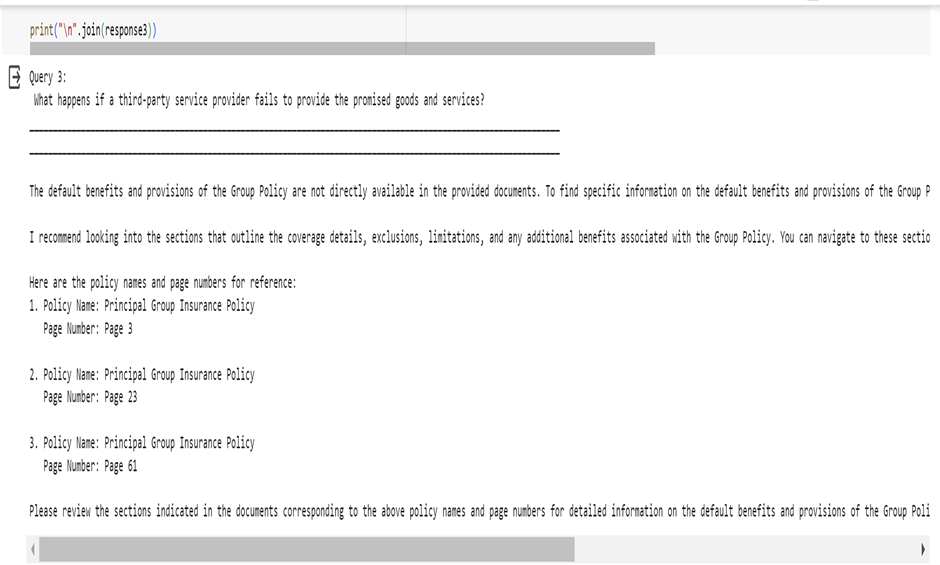 print("\n".join(response3))
Query 3:
What happens if a third-party service provider fails to provide the promised goods and services?
The default benefits and provisions of the Group Policy are not directly available in the provided documents. To find specific information on the default benefits and provisions of the Group P
I recommend looking into the sections that outline the coverage details, exclusions, limitations, and any additional benefits associated with the Group Policy. You can navigate to these sectio
Here are the policy names and page numbers for reference:
1. Policy Name: Principal Group Insurance Policy
Page Number: Page 3
2. Policy Name: Principal Group Insurance Policy
Page Number: Page 23
3. Policy Name: Principal Group Insurance Policy
Page Number: Page 61
Please review the sections indicated in the documents corresponding to the above policy names and page numbers for detailed information on the default benefits and provisions of the Group Poli